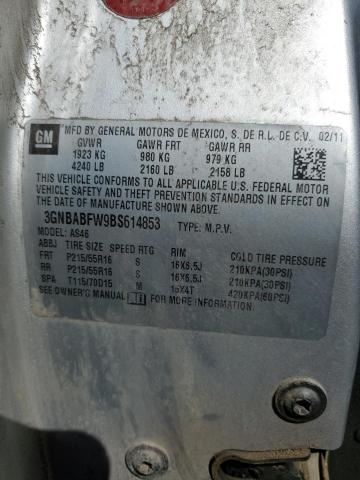 GM MFD BY GENERAL MOTORS DE MEXICO, S. DE R.L. DE C.V. 02/11
GVWR GAWR FRT GAWR RR
1923 KG 980 KG 979 KG
4240 LB 2160 LB 2158 LB
THIS VEHICLE CONFORMS TO ALL APPLICABLE U.S. FEDERAL MOTOR
VEHICLE SAFETY, BUMPER, AND THEFT PREVENTION STANDARDS IN EFFECT ON
THE DATE OF MANUFACTURE SHOWN ABOVE.
3GNBABFW9BS614853 TYPE: M.P.V.
MODEL: AS46
ABBJ TIRE SIZE SPEED RTG RIM COLD TIRE PRESSURE
FRT P215/55R16 S 16X6,5J 210KPA(30PSI)
RR P215/55R16 S 16X6,5J 210KPA(30PSI)
SPA T115/70D15 M 15X4T 420KPA(60PSI)
SEE OWNER'S MANUAL FOR MORE INFORMATION.